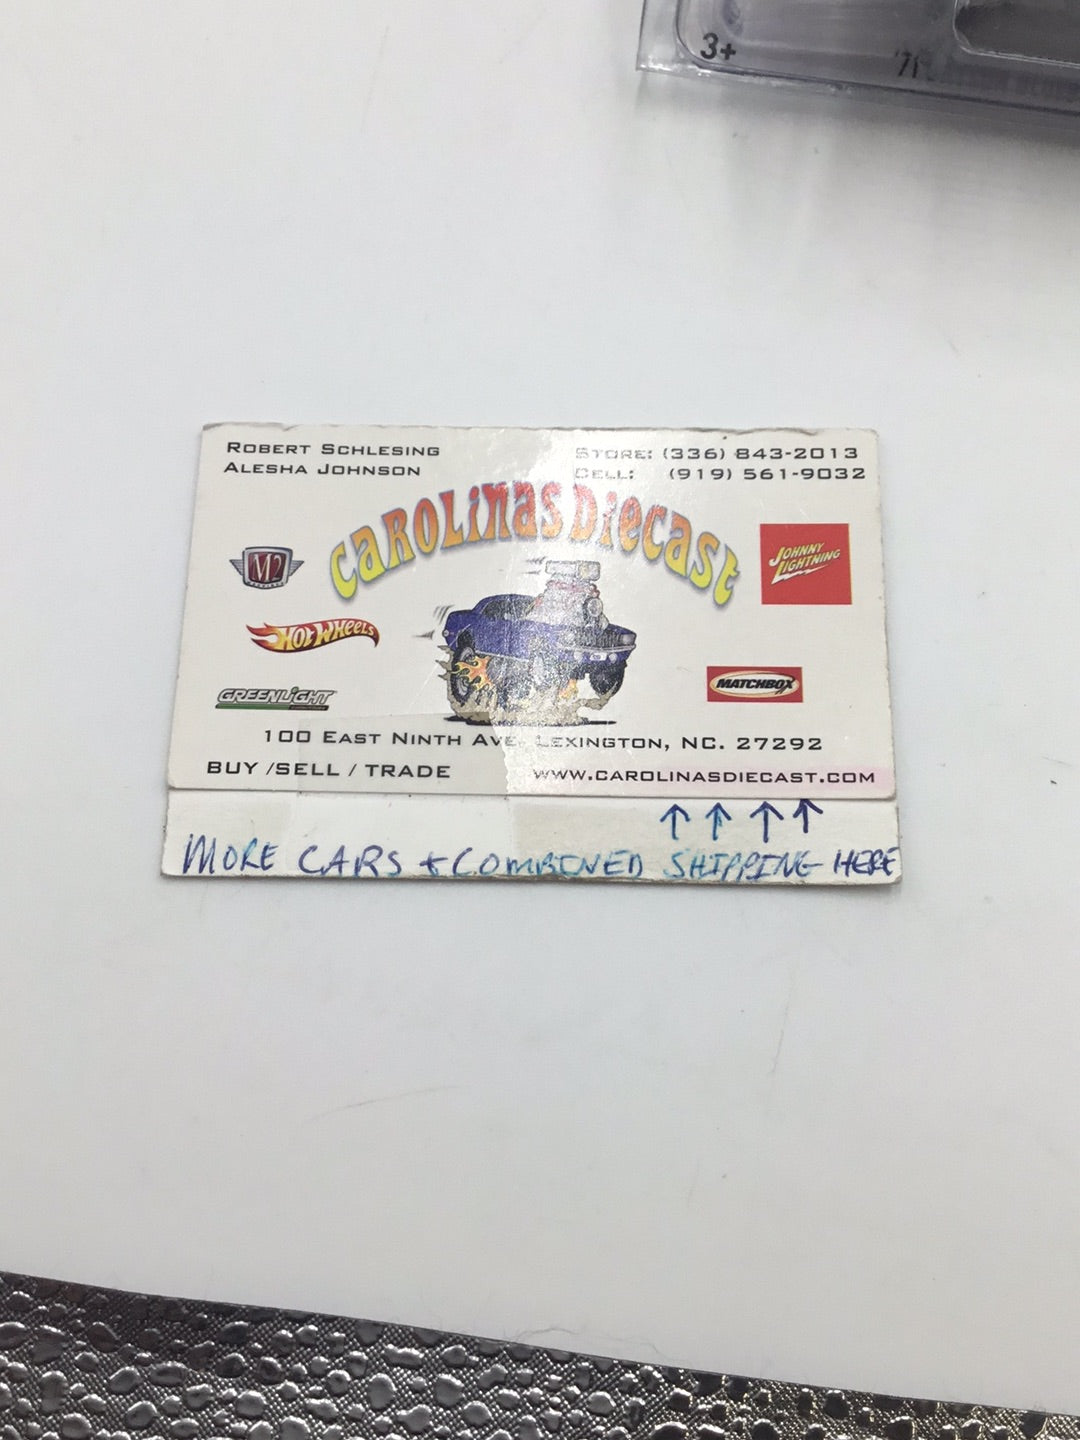 3+
'71
ROBERT SCHLESING
ALESHA JOHNSON
STORE: (336) 843-2013
CELL: (919) 561-9032
CAROLINAS DIECAST
M2
JOHNNY
LIGHTNING
HOT WHEELS
GREENLIGHT
MATCHBOX
100 EAST NINTH AVE, LEXINGTON, NC. 27292
BUY /SELL / TRADE
WWW.CAROLINASDIECAST.COM
MORE CARS + COMBINED SHIPPING HERE